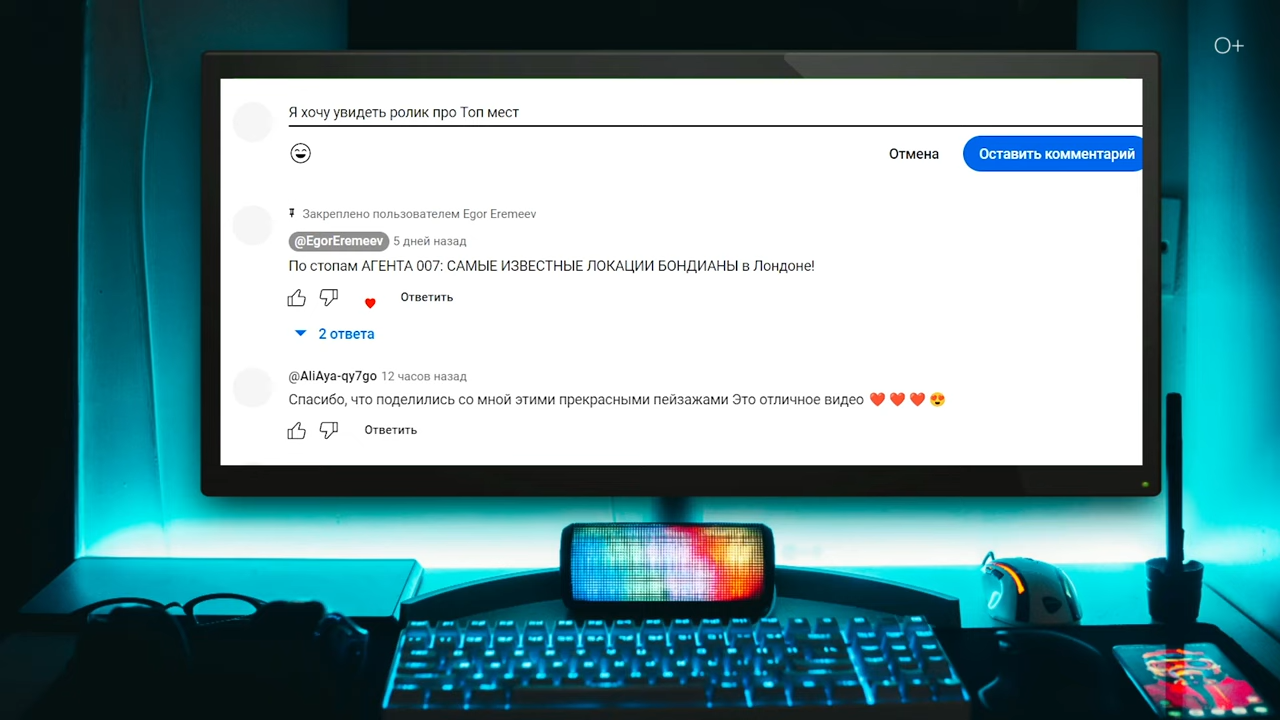 O+
Я хочу увидеть ролик про Топ мест
Отмена
Оставить комментарий
Закреплено пользователем Egor Eremeev
@EgorEremeev 5 дней назад
По стопам АГЕНТА 007: САМЫЕ ИЗВЕСТНЫЕ ЛОКАЦИИ БОНДИАНЫ в Лондоне!
Ответить
2 ответа
@AliAya-qy7go 12 часов назад
Спасибо, что поделились со мной этими прекрасными пейзажами Это отличное видео ❤️ ❤️ ❤️ 😍
Ответить